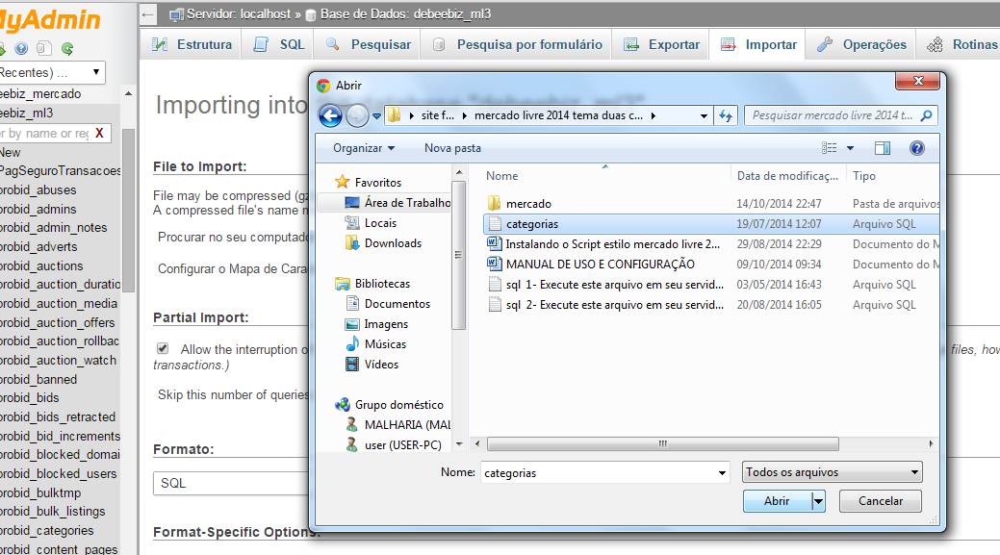 MyAdmin
Servidor: localhost » Base de Dados: debeebiz_ml3
Estrutura SQL Pesquisar Pesquisa por formulário Exportar Importar Operações Rotinas
Recentes) ...
eebiz_mercado
eebiz_ml3
er by name or reg X
New
PagSeguroTransacoes
probid_abuses
probid_admins
probid_admin_notes
probid_adverts
probid_auctions
probid_auction_duratio
probid_auction_media
probid_auction_offers
probid_auction_rollbac
probid_auction_watch
probid_banned
probid_bids
probid_bids_retracted
probid_bid_increments
probid_blocked_domai
probid_blocked_users
probid_bulktmp
probid_bulk_listings
probid_categories
probid_content_pages
Importing into the database "debeebiz_ml3"
File to Import:
File may be compressed (gz
A compressed file's name m
Procurar no seu computado
Configurar o Mapa de Cara
Partial Import:
Allow the interruption o
files, how
transactions.)
Skip this number of queries
Formato:
SQL
Format-Specific Options:
Abrir
site f... mercado livre 2014 tema duas c...
Pesquisar mercado livre 2014 t...
Organizar Nova pasta
Favoritos
Área de Trabalho
Locais
Downloads
Bibliotecas
Documentos
Imagens
Músicas
Vídeos
Grupo doméstico
MALHARIA (MAL
user (USER-PC)
Nome Data de modificaç... Tipo
mercado 14/10/2014 22:47 Pasta de arquivos
categorias 19/07/2014 12:07 Arquivo SQL
Instalando o Script estilo mercado livre 2... 29/08/2014 22:29 Documento do M
MANUAL DE USO E CONFIGURAÇÃO 09/10/2014 09:34 Documento do M
sql 1- Execute este arquivo em seu servid... 03/05/2014 16:43 Arquivo SQL
sql 2- Execute este arquivo em seu servid... 20/08/2014 16:05 Arquivo SQL
Nome: categorias Todos os arquivos
Abrir Cancelar